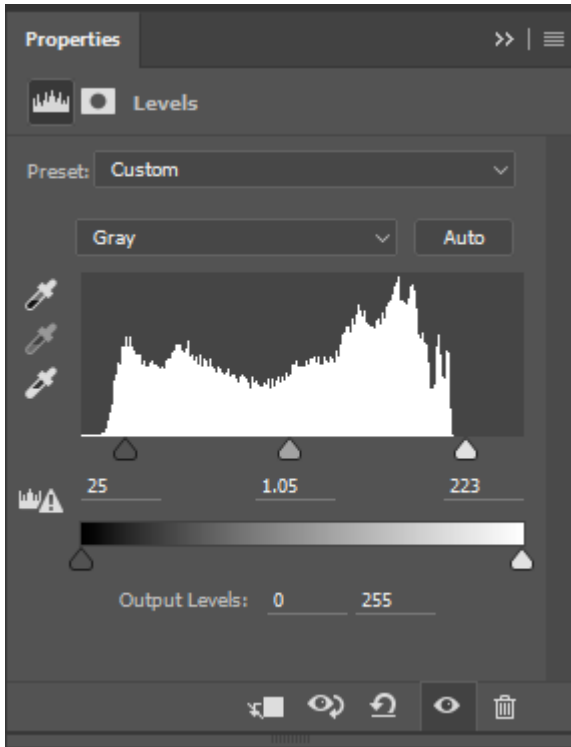 Properties
Levels
Preset: Custom
Gray Auto
25 1.05 223
Output Levels: 0 255